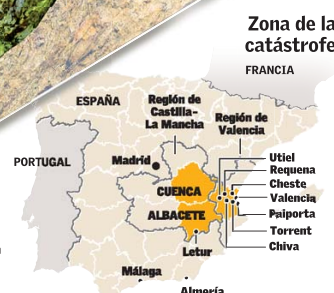 Zona de la
catástrofe
FRANCIA
ESPAÑA
Región de
Castilla-
La Mancha
Región de
Valencia
PORTUGAL
Madrid
Utiel
Requena
CUENCA
Cheste
Valencia
ALBACETE
Paiporta
Torrent
Letur
Chiva
Málaga
Almería